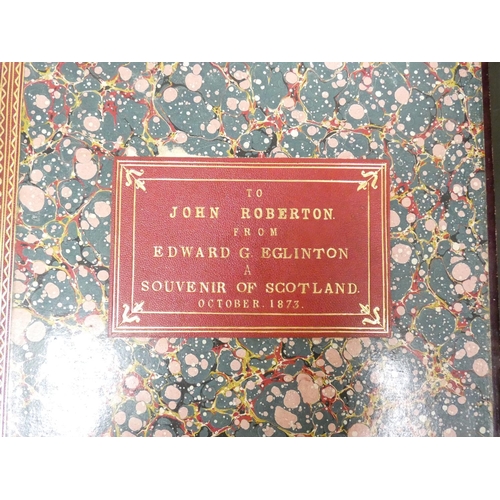 TO
JOHN ROBERTON.
FROM
EDWARD G. EGLINTON
A
SOUVENIR OF SCOTLAND.
OCTOBER. 1873.